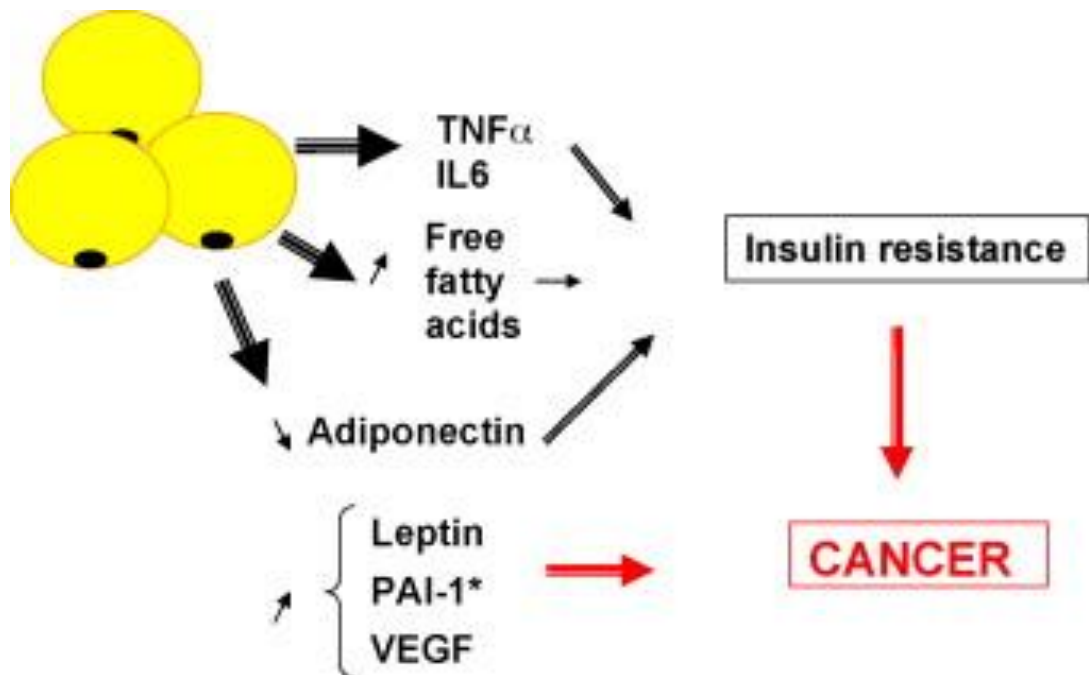 TNFα
IL6
Free
fatty
acids
Insulin resistance
Adiponectin
Leptin
PAI-1*
VEGF
CANCER